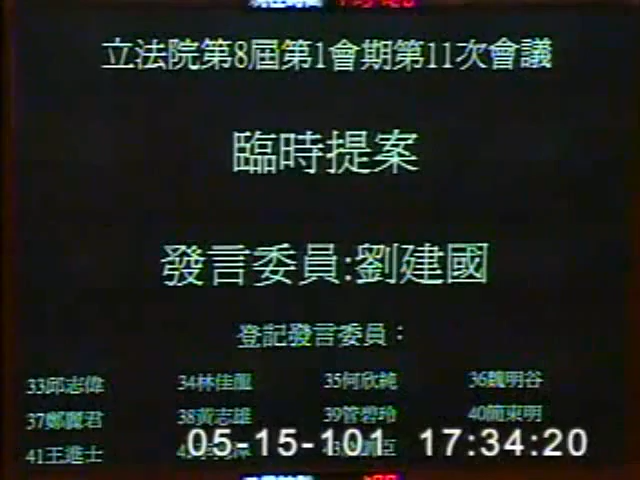 立法院第8屆第1會期第11次會議
臨時提案
發言委員:劉建國
登記發言委員：
33邱志偉 34林佳龍 35何欣純 36魏明谷
37鄭麗君 38黃志雄 39管碧玲 40簡東明
41王進士
05-15-101 17:34:20